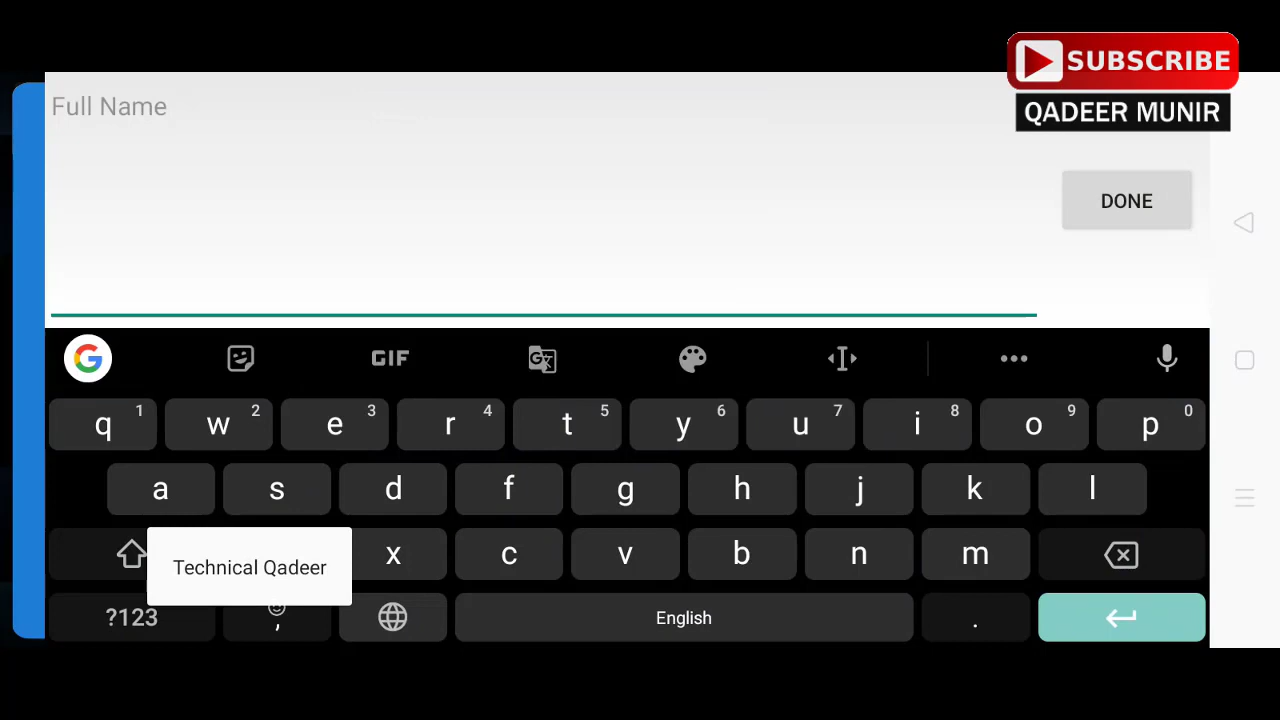 SUBSCRIBE
QADEER MUNIR
Full Name
DONE
GIF
q 1 w 2 e 3 r 4 t 5 y 6 u 7 i 8 o 9 p 0
a s d f g h j k l
x c v b n m
Technical Qadeer
?123 , English .